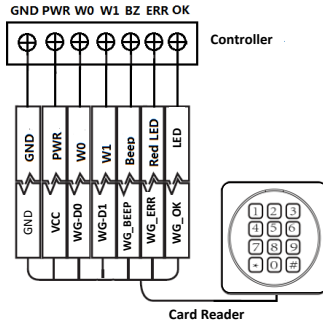 GND PWR W0 W1 BZ ERR OK
Controller
GND
PWR
W0
W1
Beep
Red LED
LED
GND
VCC
WG-D0
WG-D1
WG_BEEP
WG_ERR
WG_OK
1 2 3
4 5 6
7 8 9
* 0 #
Card Reader